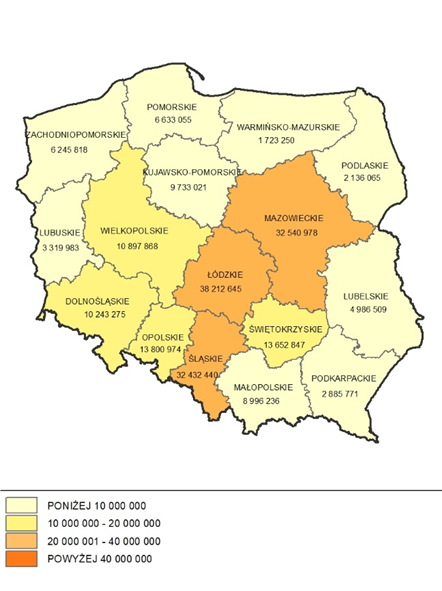 POMORSKIE
6 633 055
ZACHODNIOPOMORSKIE
6 245 818
WARMIŃSKO-MAZURSKIE
1 723 250
PODLASKIE
2 136 065
KUJAWSKO-POMORSKIE
9 733 021
MAZOWIECKIE
32 540 978
LUBUSKIE
3 319 983
WIELKOPOLSKIE
10 897 868
ŁÓDZKIE
38 212 645
LUBELSKIE
4 986 509
DOLNOŚLĄSKIE
10 243 275
OPOLSKIE
13 800 974
ŚWIĘTOKRZYSKIE
13 652 847
ŚLĄSKIE
32 432 440
MAŁOPOLSKIE
8 996 236
PODKARPACKIE
2 885 771
PONIŻEJ 10 000 000
10 000 000 - 20 000 000
20 000 001 - 40 000 000
POWYŻEJ 40 000 000